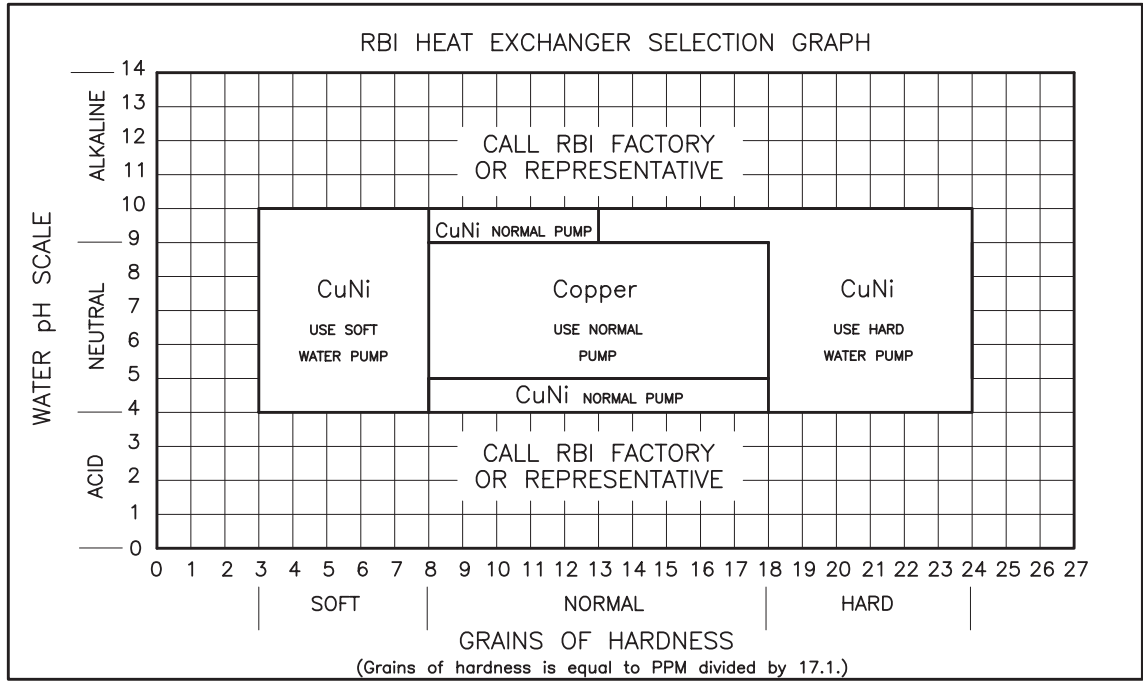 RBI HEAT EXCHANGER SELECTION GRAPH
14
13
12
11
10
9
8
7
6
5
4
3
2
1
0
ALKALINE
NEUTRAL
ACID
WATER pH SCALE
CALL RBI FACTORY
OR REPRESENTATIVE
CuNi NORMAL PUMP
CuNi
USE SOFT
WATER PUMP
Copper
USE NORMAL
PUMP
CuNi
USE HARD
WATER PUMP
CuNi NORMAL PUMP
CALL RBI FACTORY
OR REPRESENTATIVE
0 1 2 3 4 5 6 7 8 9 10 11 12 13 14 15 16 17 18 19 20 21 22 23 24 25 26 27
SOFT NORMAL HARD
GRAINS OF HARDNESS
(Grains of hardness is equal to PPM divided by 17.1.)